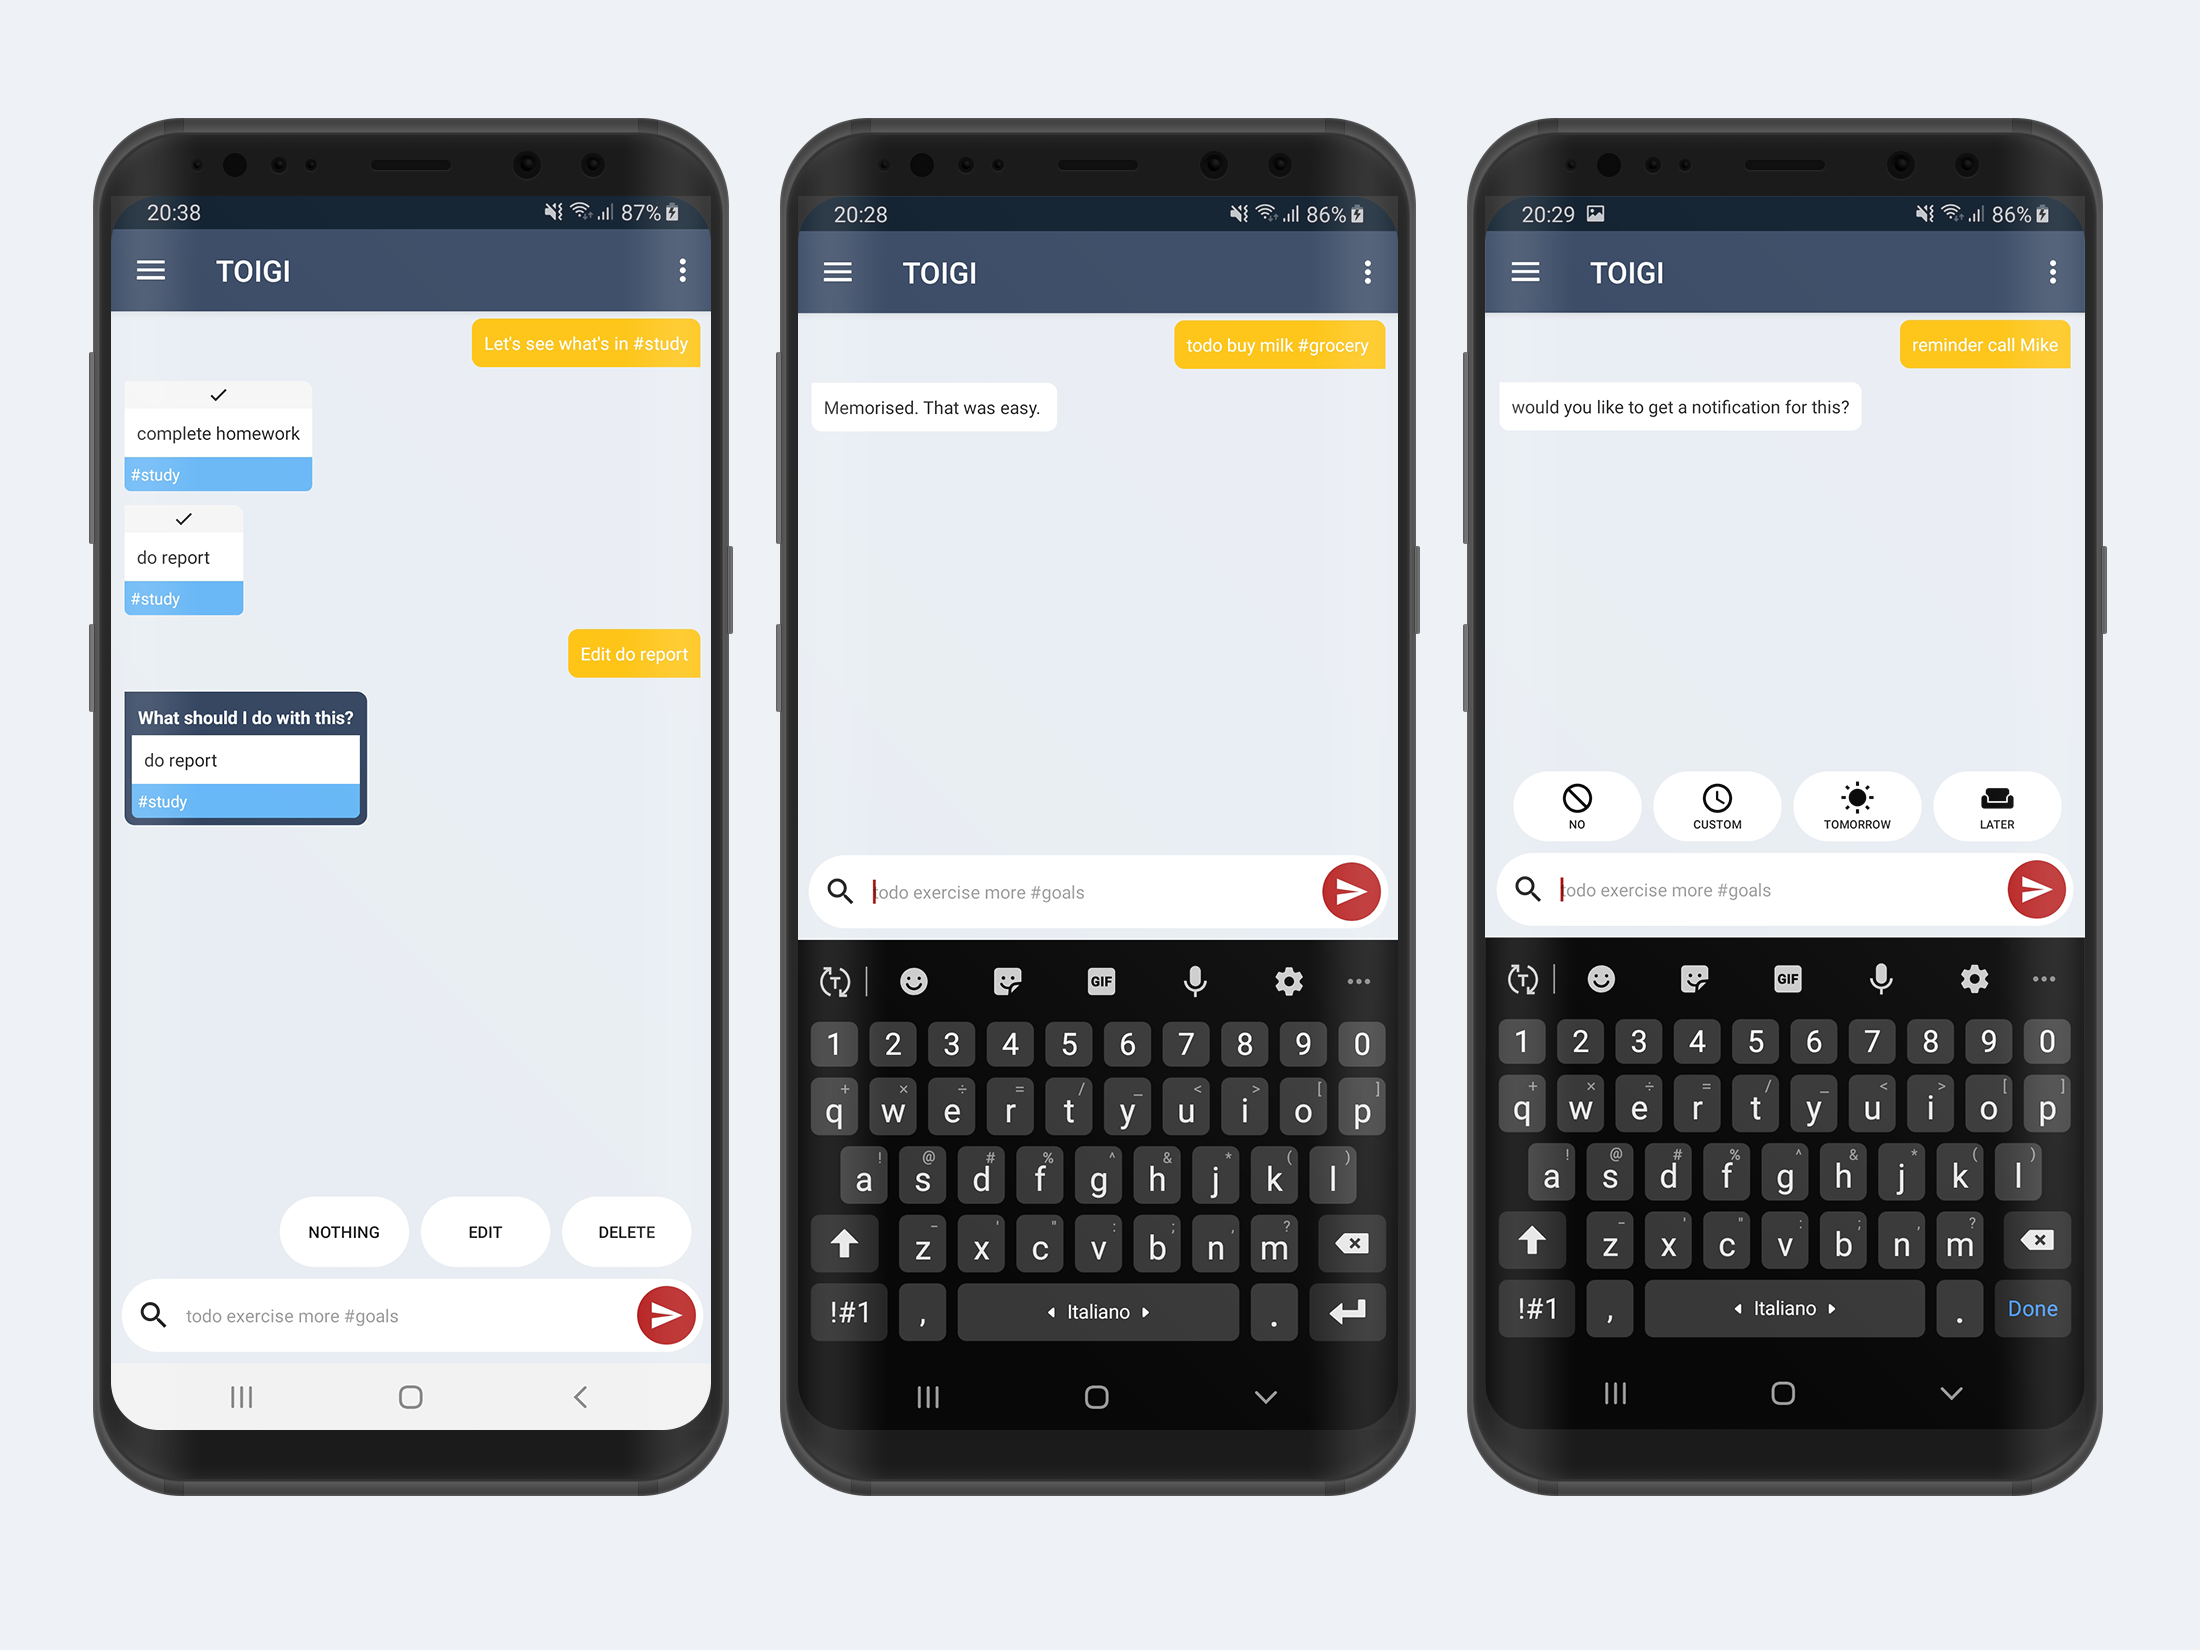 20:38
87%
TOIGI
Let's see what's in #study
complete homework
#study
do report
#study
Edit do report
What should I do with this?
do report
#study
NOTHING
EDIT
DELETE
todo exercise more #goals
20:28
86%
TOIGI
todo buy milk #grocery
Memorised. That was easy.
todo exercise more #goals
T
GIF
1 2 3 4 5 6 7 8 9 0
+ × ÷ = / _ < > [ ]
q w e r t y u i o p
! @ # % ^ & * ( )
a s d f g h j k l
- ' " : ; , ?
z x c v b n m
!#1 , Italiano .
20:29
86%
TOIGI
reminder call Mike
would you like to get a notification for this?
NO
CUSTOM
TOMORROW
LATER
todo exercise more #goals
T
GIF
1 2 3 4 5 6 7 8 9 0
+ × ÷ = / _ < > [ ]
q w e r t y u i o p
! @ # % ^ & * ( )
a s d f g h j k l
- ' " : ; , ?
z x c v b n m
!#1 , Italiano . Done